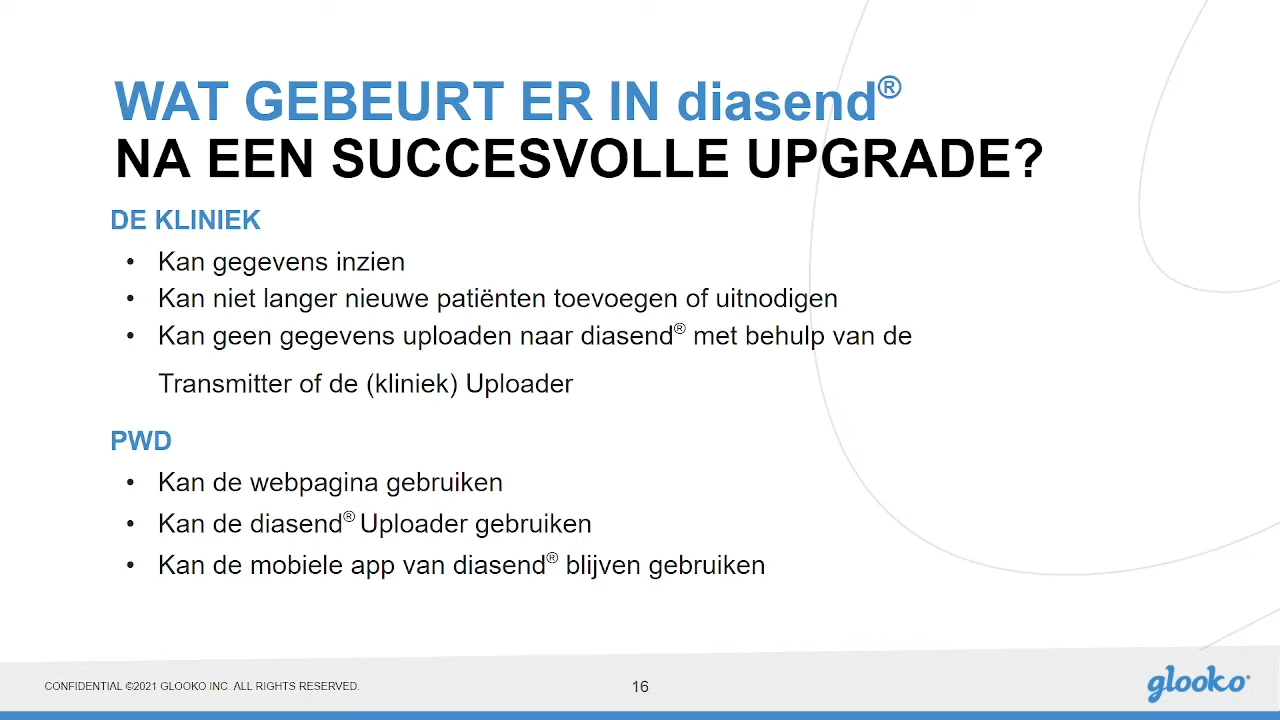 WAT GEBEURT ER IN diasend®
NA EEN SUCCESVOLLE UPGRADE?
DE KLINIEK
• Kan gegevens inzien
• Kan niet langer nieuwe patiënten toevoegen of uitnodigen
• Kan geen gegevens uploaden naar diasend® met behulp van de
Transmitter of de (kliniek) Uploader
PWD
• Kan de webpagina gebruiken
• Kan de diasend® Uploader gebruiken
• Kan de mobiele app van diasend® blijven gebruiken
CONFIDENTIAL ©2021 GLOOKO INC. ALL RIGHTS RESERVED.
16
glooko®